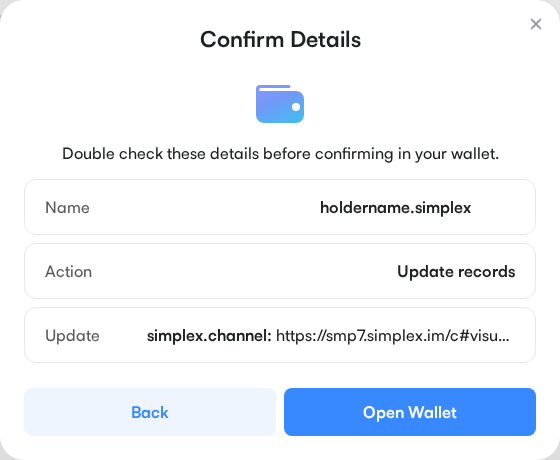 Confirm Details
Double check these details before confirming in your wallet.
Name holdername.simplex
Action Update records
Update simplex.channel: https://smp7.simplex.im/c#visu...
Back Open Wallet